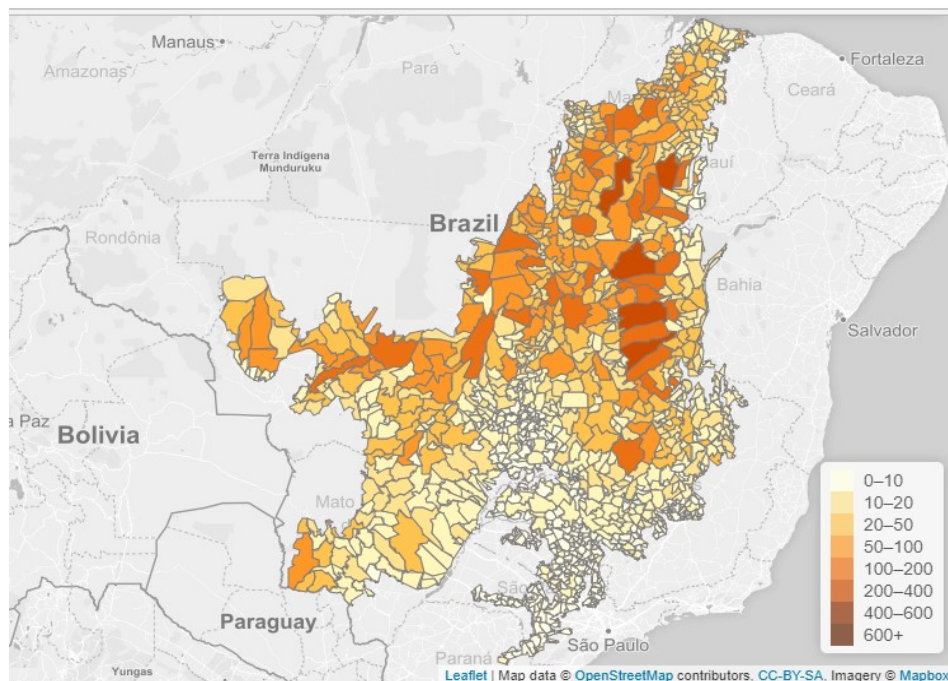 Manaus
Fortaleza
Amazonas
Pará
Ceará
Terra Indígena
Munduruku
Brazil
Rondônia
Bahia
Salvador
a Paz
Bolivia
Mato
Paraguay
São Paulo
Paraná
Yungas
0–10
10–20
20–50
50–100
100–200
200–400
400–600
600+
Leaflet | Map data © OpenStreetMap contributors, CC-BY-SA, Imagery © Mapbox